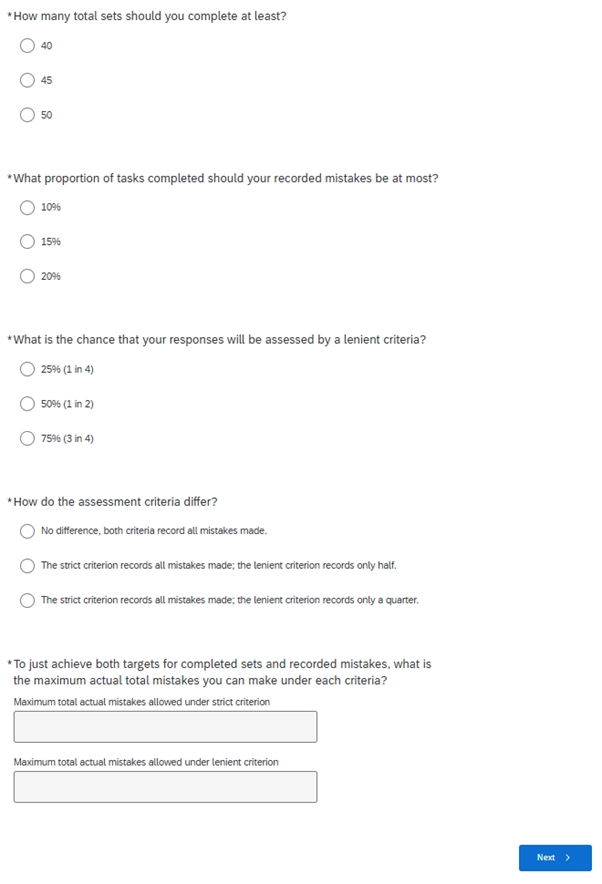 *How many total sets should you complete at least?
40
45
50
*What proportion of tasks completed should your recorded mistakes be at most?
10%
15%
20%
*What is the chance that your responses will be assessed by a lenient criteria?
25% (1 in 4)
50% (1 in 2)
75% (3 in 4)
*How do the assessment criteria differ?
No difference, both criteria record all mistakes made.
The strict criterion records all mistakes made; the lenient criterion records only half.
The strict criterion records all mistakes made; the lenient criterion records only a quarter.
*To just achieve both targets for completed sets and recorded mistakes, what is
the maximum actual total mistakes you can make under each criteria?
Maximum total actual mistakes allowed under strict criterion
Maximum total actual mistakes allowed under lenient criterion
Next >